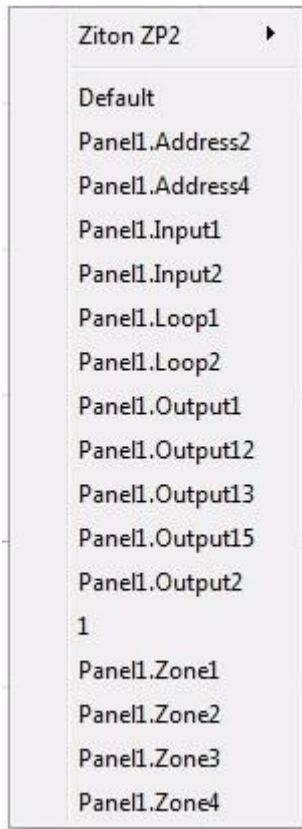 Ziton ZP2
Default
Panel1.Address2
Panel1.Address4
Panel1.Input1
Panel1.Input2
Panel1.Loop1
Panel1.Loop2
Panel1.Output1
Panel1.Output12
Panel1.Output13
Panel1.Output15
Panel1.Output2
1
Panel1.Zone1
Panel1.Zone2
Panel1.Zone3
Panel1.Zone4